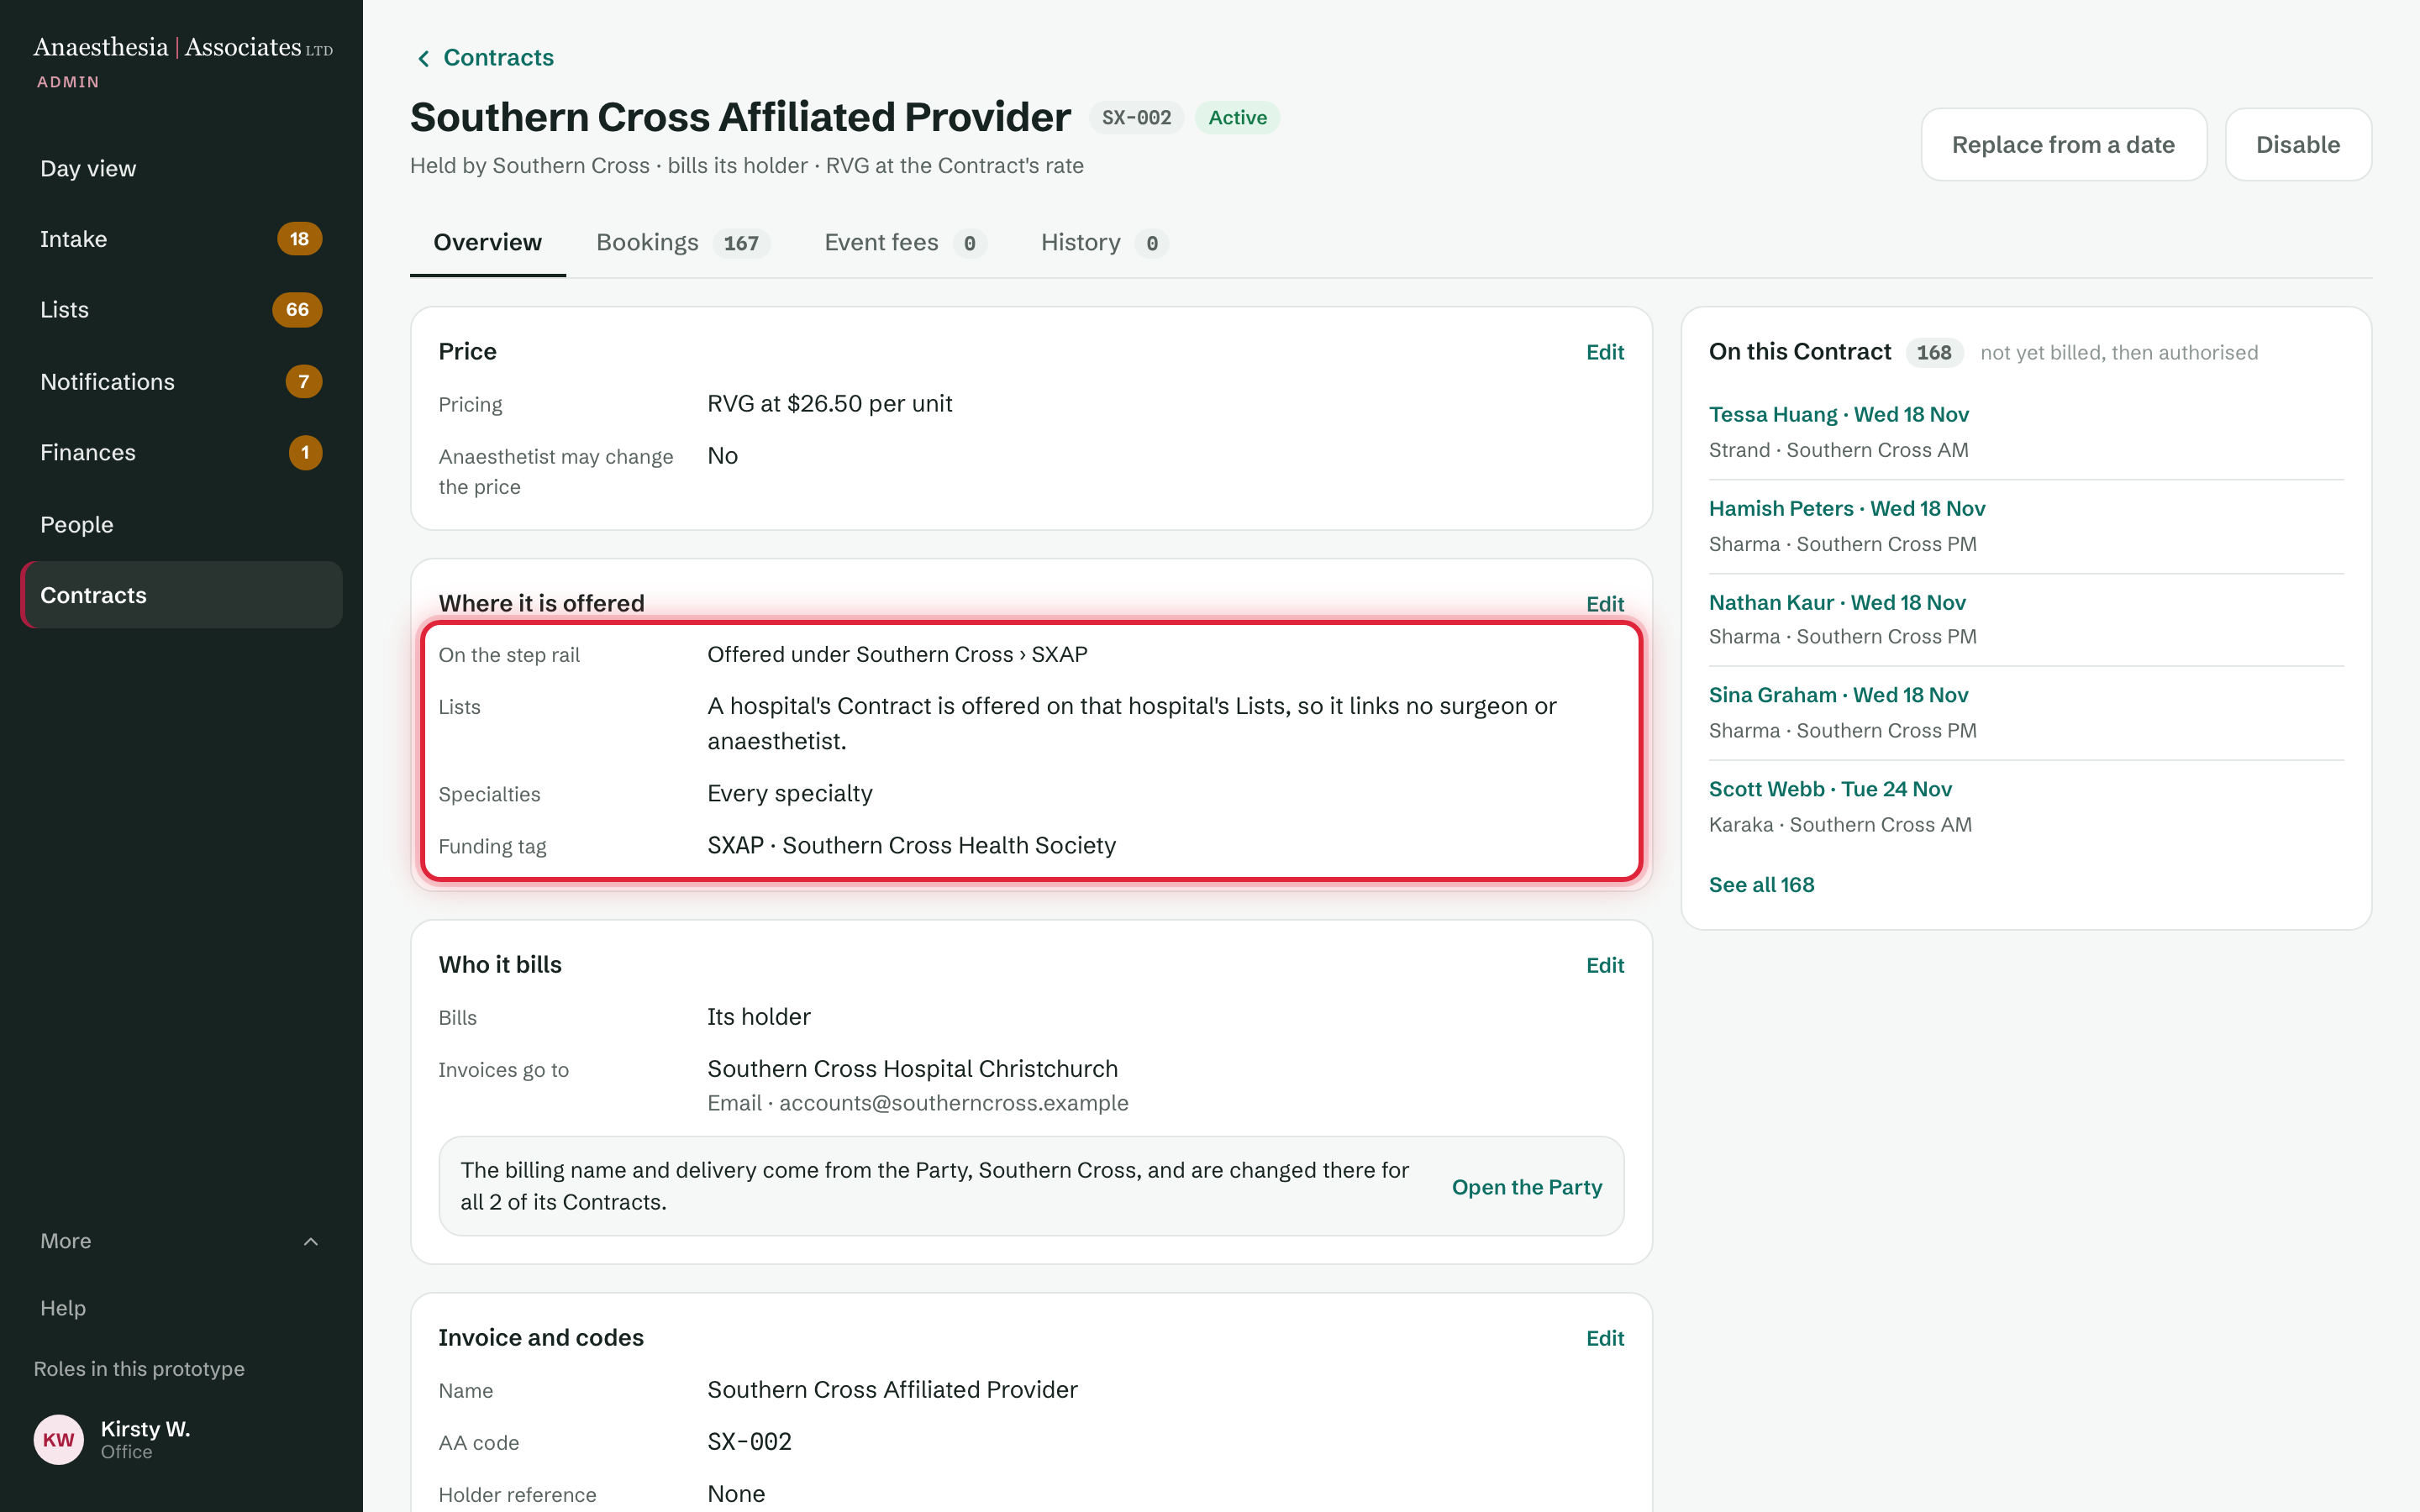 Anaesthesia | Associates LTD
ADMIN
Day view
Intake 18
Lists 66
Notifications 7
Finances 1
People
Contracts
More
Help
Roles in this prototype
KW
Kirsty W.
Office
Contracts
Southern Cross Affiliated Provider SX-002 Active
Held by Southern Cross · bills its holder · RVG at the Contract's rate
Replace from a date
Disable
Overview Bookings 167 Event fees 0 History 0
Price Edit
Pricing RVG at $26.50 per unit
Anaesthetist may change No
the price
Where it is offered Edit
On the step rail Offered under Southern Cross › SXAP
Lists A hospital's Contract is offered on that hospital's Lists, so it links no surgeon or
anaesthetist.
Specialties Every specialty
Funding tag SXAP · Southern Cross Health Society
Who it bills Edit
Bills Its holder
Invoices go to Southern Cross Hospital Christchurch
Email · accounts@southerncross.example
The billing name and delivery come from the Party, Southern Cross, and are changed there for
all 2 of its Contracts.
Open the Party
Invoice and codes Edit
Name Southern Cross Affiliated Provider
AA code SX-002
Holder reference None
On this Contract 168 not yet billed, then authorised
Tessa Huang · Wed 18 Nov
Strand · Southern Cross AM
Hamish Peters · Wed 18 Nov
Sharma · Southern Cross PM
Nathan Kaur · Wed 18 Nov
Sharma · Southern Cross PM
Sina Graham · Wed 18 Nov
Sharma · Southern Cross PM
Scott Webb · Tue 24 Nov
Karaka · Southern Cross AM
See all 168